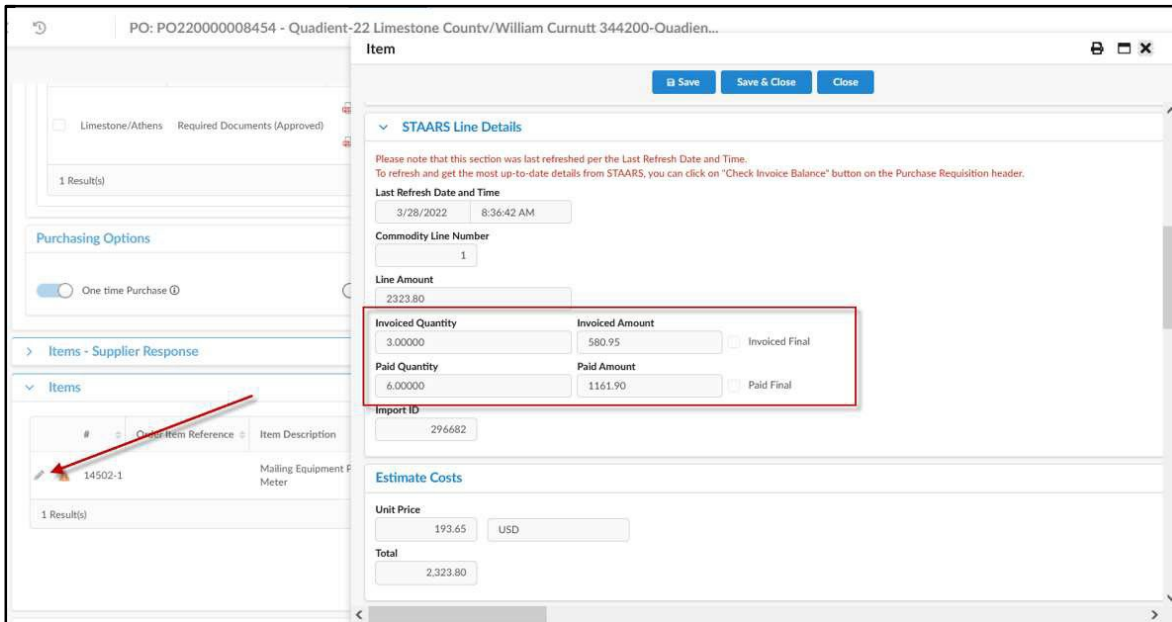 PO: PO220000008454 - Quadient-22 Limestone County/William Curnutt 344200-Quadien...
Item
Save
Save & Close
Close
Limestone/Athens Required Documents (Approved)
1 Result(s)
Purchasing Options
One time Purchase
Items - Supplier Response
Items
# Order Item Reference Item Description
14502-1 Mailing Equipment
Meter
1 Result(s)
STAARS Line Details
Please note that this section was last refreshed per the Last Refresh Date and Time.
To refresh and get the most up-to-date details from STAARS, you can click on "Check Invoice Balance" button on the Purchase Requisition header.
Last Refresh Date and Time
3/28/2022 8:36:42 AM
Commodity Line Number
1
Line Amount
2323.80
Invoiced Quantity Invoiced Amount
3.00000 580.95 Invoiced Final
Paid Quantity Paid Amount
6.00000 1161.90 Paid Final
Import ID
296682
Estimate Costs
Unit Price
193.65 USD
Total
2,323.80